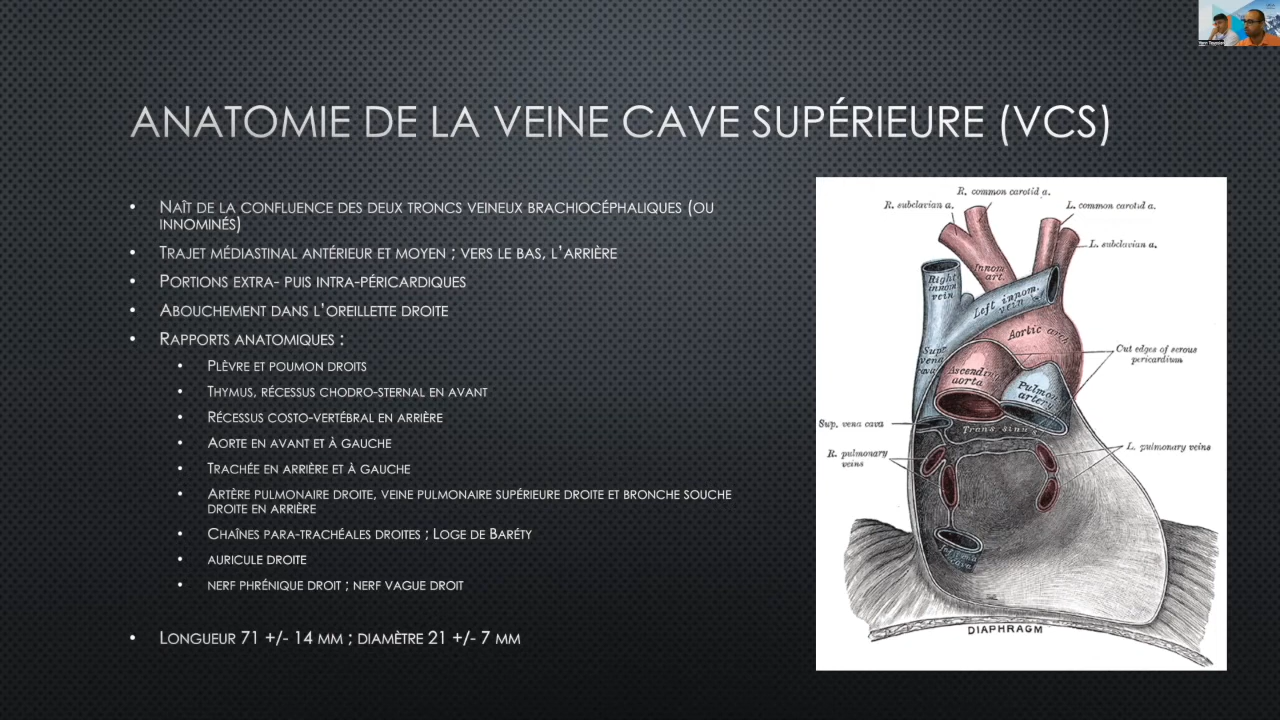 ANATOMIE DE LA VEINE CAVE SUPÉRIEURE (VCS)
• NAÎT DE LA CONFLUENCE DES DEUX TRONCS VEINEUX BRACHIOCÉPHALIQUES (OU
INNOMINÉS)
• TRAJET MÉDIASTINAL ANTÉRIEUR ET MOYEN ; VERS LE BAS, L'ARRIÈRE
• PORTIONS EXTRA- PUIS INTRA-PÉRICARDIQUES
• ABOUCHEMENT DANS L'OREILLETTE DROITE
• RAPPORTS ANATOMIQUES :
• PLÈVRE ET POUMON DROITS
• THYMUS, RÉCESSUS CHODRO-STERNAL EN AVANT
• RÉCESSUS COSTO-VERTÉBRAL EN ARRIÈRE
• AORTE EN AVANT ET À GAUCHE
• TRACHÉE EN ARRIÈRE ET À GAUCHE
• ARTÈRE PULMONAIRE DROITE, VEINE PULMONAIRE SUPÉRIEURE DROITE ET BRONCHE SOUCHE
DROITE EN ARRIÈRE
• CHAÎNES PARA-TRACHÉALES DROITES ; LOGE DE BARÉTY
• AURICULE DROITE
• NERF PHRÉNIQUE DROIT ; NERF VAGUE DROIT
• LONGUEUR 71 +/- 14 MM ; DIAMÈTRE 21 +/- 7 MM
R. common carotid a.
R. subclavian a.
L. common carotid a.
L. subclavian a.
Innom.
art.
Right
innom.
vein
Left innom.
vein
Aortic arch
Sup.
vena
cava
Cut edges of serous
pericardium
Ascending
aorta
Pulmon.
artery
Sup. vena cava
Trans. sinu
R. pulmonary
veins
L. pulmonary veins
DIAPHRAGM